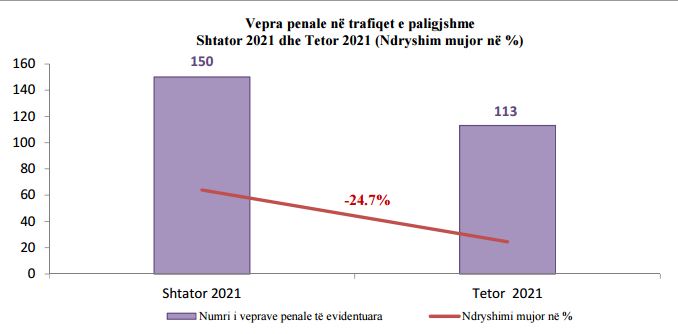 Vepra penale në trafiqet e paligjshme
Shtator 2021 dhe Tetor 2021 (Ndryshim mujor në %)
160
140
120
100
80
60
40
20
0
150
113
-24.7%
Shtator 2021
Tetor 2021
Numri i veprave penale të evidentuara
Ndryshimi mujor në %